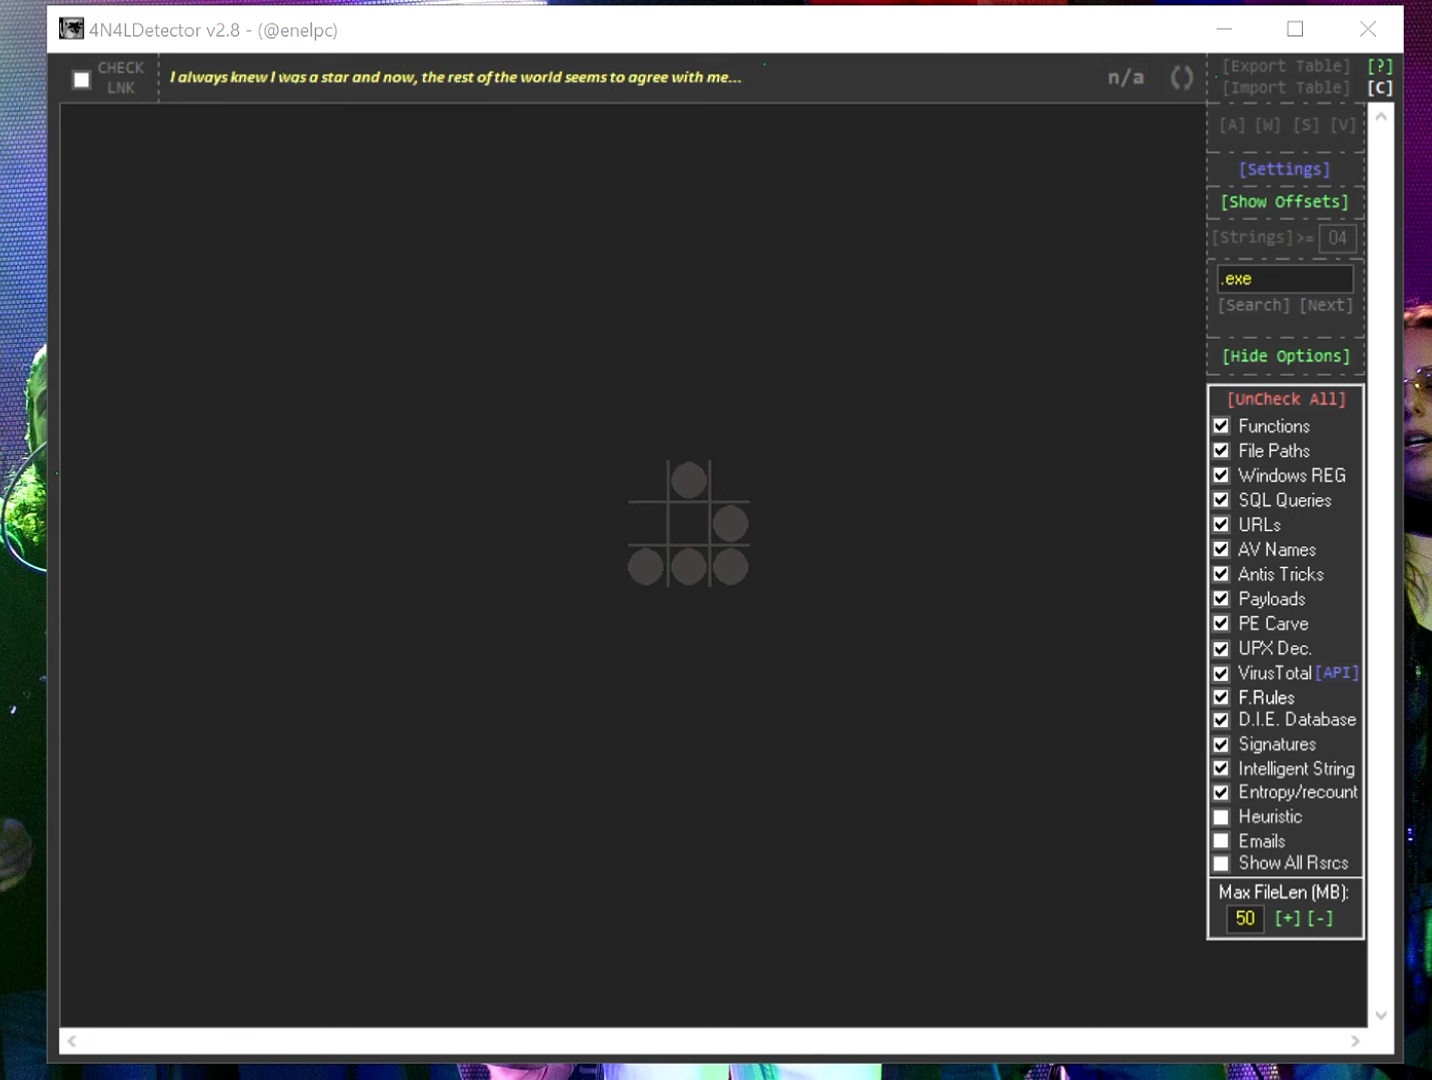 4N4LDetector v2.8 - (@enelpc)
CHECK
LNK
I always knew I was a star and now, the rest of the world seems to agree with me...
n/a
[Export Table] [?]
[Import Table] [C]
[A] [W] [S] [V]
[Settings]
[Show Offsets]
[Strings]>= 04
.exe
[Search] [Next]
[Hide Options]
[UnCheck All]
Functions
File Paths
Windows REG
SQL Queries
URLs
AV Names
Antis Tricks
Payloads
PE Carve
UPX Dec.
VirusTotal [API]
F.Rules
D.I.E. Database
Signatures
Intelligent String
Entropy/recount
Heuristic
Emails
Show All Rsrcs
Max FileLen (MB):
50 [+] [-]